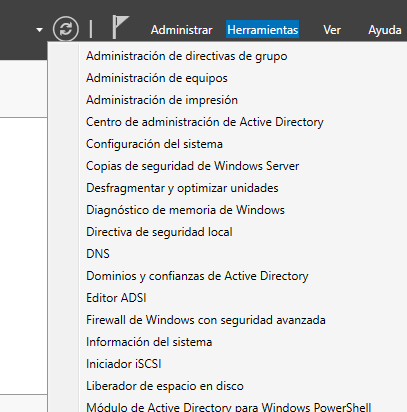 Administrar Herramientas Ver Ayuda
Administración de directivas de grupo
Administración de equipos
Administración de impresión
Centro de administración de Active Directory
Configuración del sistema
Copias de seguridad de Windows Server
Desfragmentar y optimizar unidades
Diagnóstico de memoria de Windows
Directiva de seguridad local
DNS
Dominios y confianzas de Active Directory
Editor ADSI
Firewall de Windows con seguridad avanzada
Información del sistema
Iniciador iSCSI
Liberador de espacio en disco
Módulo de Active Directory para Windows PowerShell